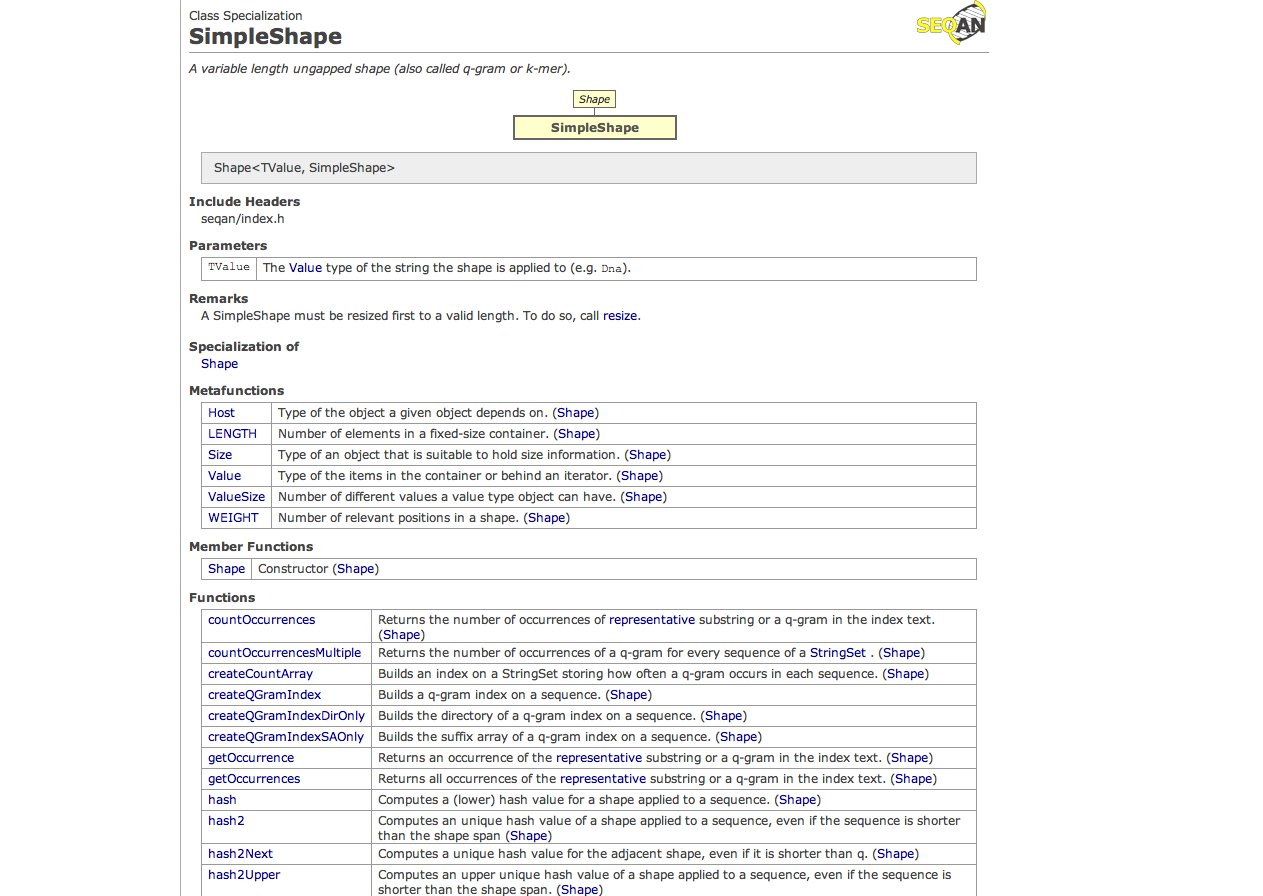 Class Specialization
SimpleShape
SEQAN
A variable length ungapped shape (also called q-gram or k-mer).
Shape
SimpleShape
Shape<TValue, SimpleShape>
Include Headers
seqan/index.h
Parameters
TValue The Value type of the string the shape is applied to (e.g. Dna).
Remarks
A SimpleShape must be resized first to a valid length. To do so, call resize.
Specialization of
Shape
Metafunctions
Host Type of the object a given object depends on. (Shape)
LENGTH Number of elements in a fixed-size container. (Shape)
Size Type of an object that is suitable to hold size information. (Shape)
Value Type of the items in the container or behind an iterator. (Shape)
ValueSize Number of different values a value type object can have. (Shape)
WEIGHT Number of relevant positions in a shape. (Shape)
Member Functions
Shape Constructor (Shape)
Functions
countOccurrences Returns the number of occurrences of representative substring or a q-gram in the index text.
(Shape)
countOccurrencesMultiple Returns the number of occurrences of a q-gram for every sequence of a StringSet . (Shape)
createCountArray Builds an index on a StringSet storing how often a q-gram occurs in each sequence. (Shape)
createQGramIndex Builds a q-gram index on a sequence. (Shape)
createQGramIndexDirOnly Builds the directory of a q-gram index on a sequence. (Shape)
createQGramIndexSAOnly Builds the suffix array of a q-gram index on a sequence. (Shape)
getOccurrence Returns an occurrence of the representative substring or a q-gram in the index text. (Shape)
getOccurrences Returns all occurrences of the representative substring or a q-gram in the index text. (Shape)
hash Computes a (lower) hash value for a shape applied to a sequence. (Shape)
hash2 Computes an unique hash value of a shape applied to a sequence, even if the sequence is shorter
than the shape span (Shape)
hash2Next Computes a unique hash value for the adjacent shape, even if it is shorter than q. (Shape)
hash2Upper Computes an upper unique hash value of a shape applied to a sequence, even if the sequence is
shorter than the shape span. (Shape)